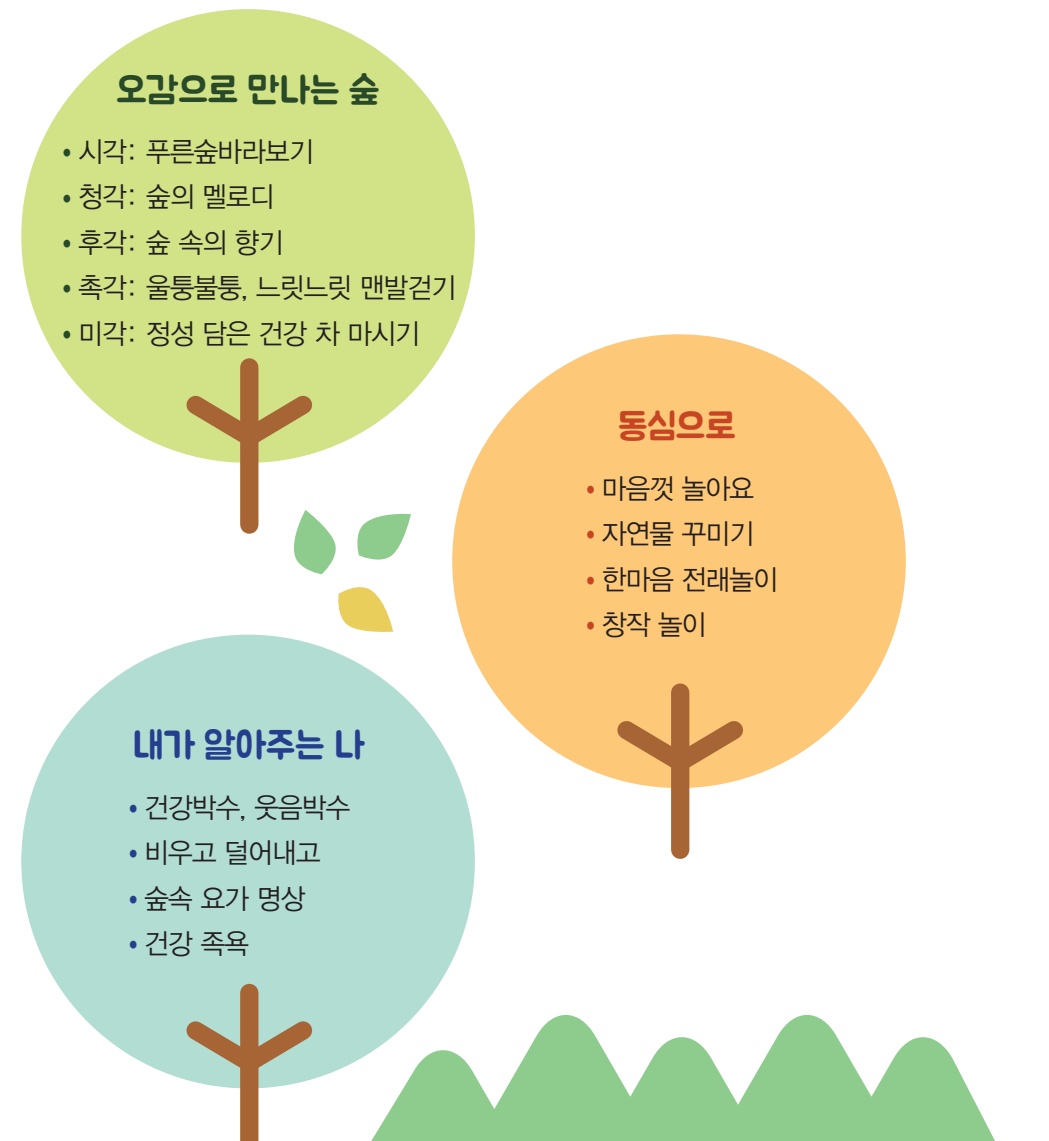 오감으로 만나는 숲
• 시각: 푸른숲바라보기
• 청각: 숲의 멜로디
• 후각: 숲 속의 향기
• 촉각: 울퉁불퉁, 느릿느릿 맨발걷기
• 미각: 정성 담은 건강 차 마시기
동심으로
• 마음껏 놀아요
• 자연물 꾸미기
• 한마음 전래놀이
• 창작 놀이
내가 알아주는 나
• 건강박수, 웃음박수
• 비우고 덜어내고
• 숲속 요가 명상
• 건강 족욕